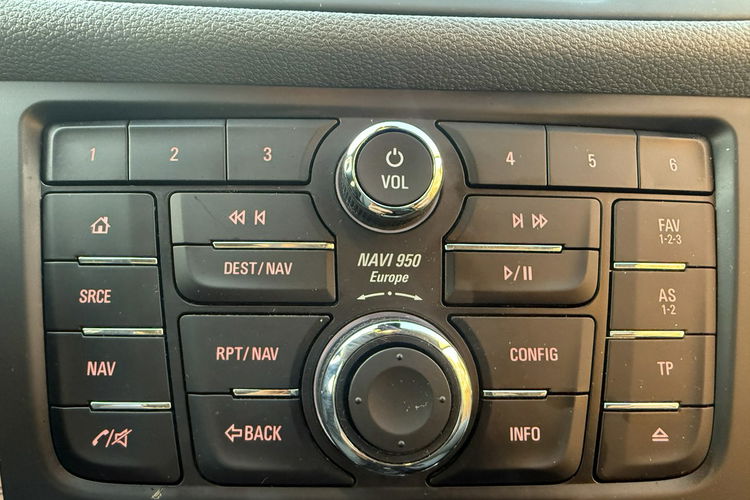 1
2
3
VOL
4
5
6
FAV
1-2-3
DEST/NAV
NAVI 950
Europe
SRCE
AS
1-2
NAV
RPT/NAV
CONFIG
TP
BACK
INFO